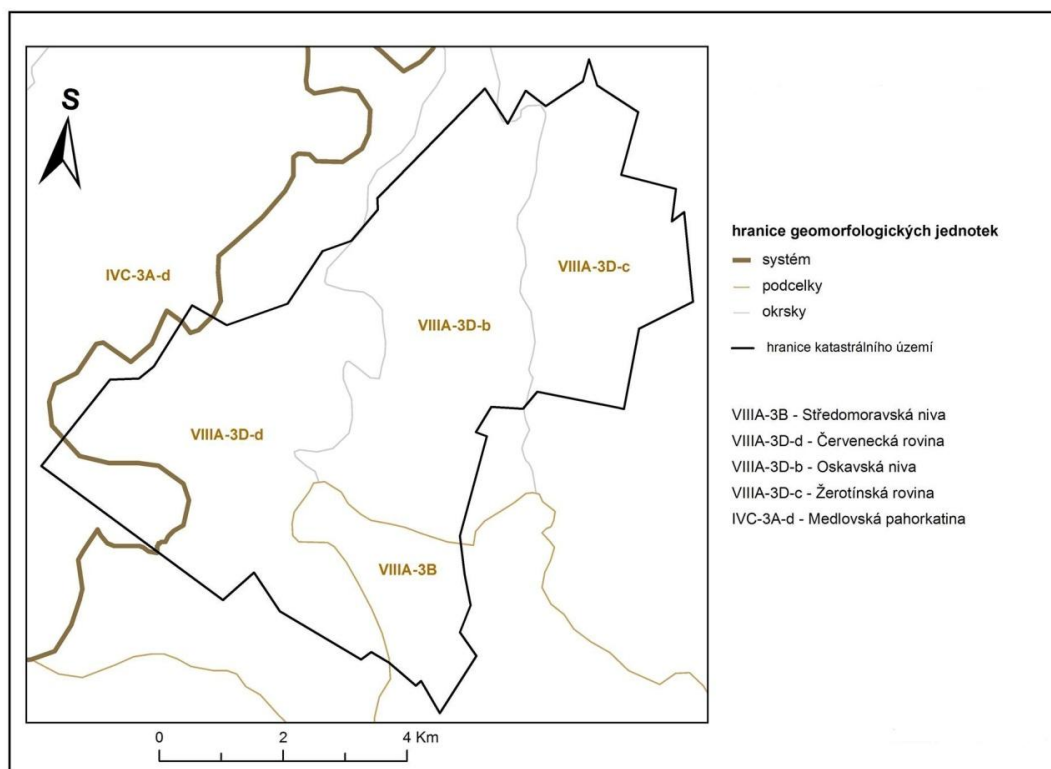 S
IVC-3A-d
VIIIA-3D-c
VIIIA-3D-b
VIIIA-3D-d
VIIIA-3B
hranice geomorfologických jednotek
systém
podcelky
okrsky
hranice katastrálního území
VIIIA-3B - Středomoravská niva
VIIIA-3D-d - Červenecká rovina
VIIIA-3D-b - Oskavská niva
VIIIA-3D-c - Žerotínská rovina
IVC-3A-d - Medlovská pahorkatina
0 2 4 Km